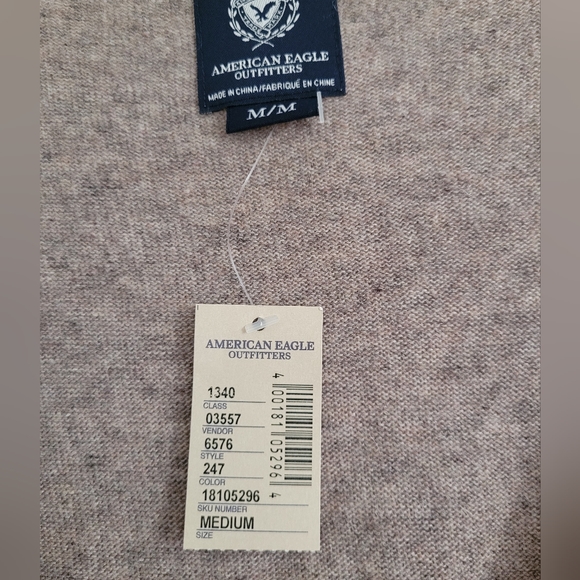 AMERICAN EAGLE
OUTFITTERS
MADE IN CHINA/FABRIQUÉ EN CHINE
M/M
AMERICAN EAGLE
OUTFITTERS
1340
CLASS
03557
VENDOR
6576
STYLE
247
COLOR
18105296
SKU NUMBER
MEDIUM
SIZE
4 00181 05296 4